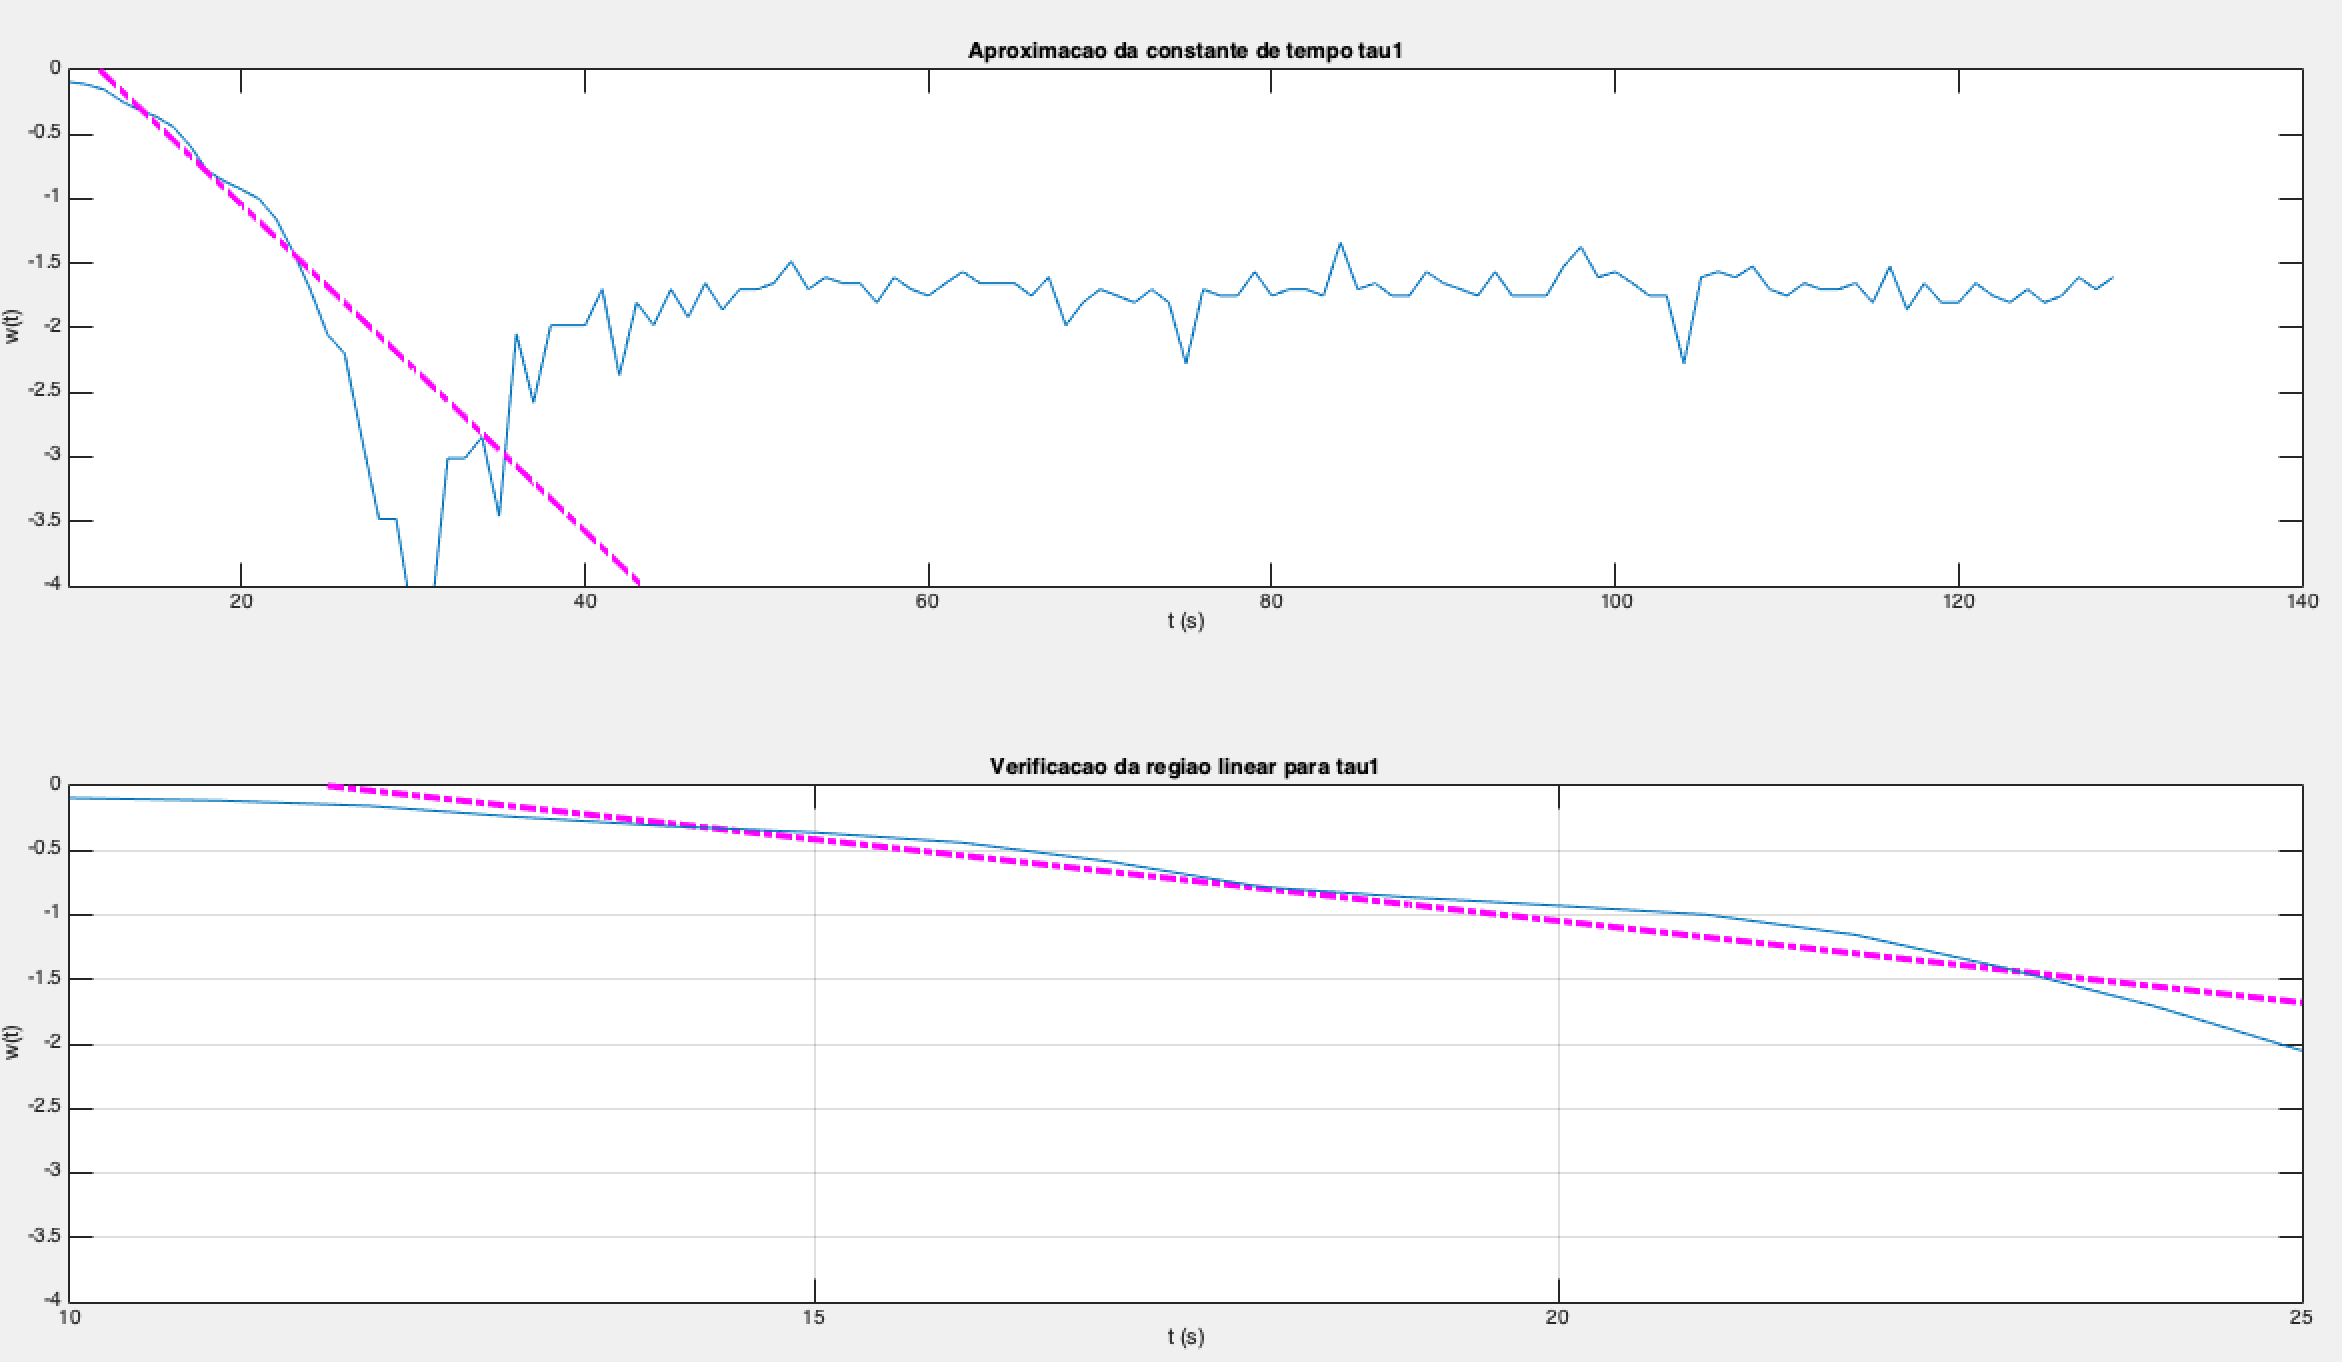 Aproximacao da constante de tempo tau1
0
-0.5
-1
-1.5
-2
-2.5
-3
-3.5
-4
w(t)
20 40 60 80 100 120 140
t (s)
Verificacao da regiao linear para tau1
0
-0.5
-1
-1.5
-2
-2.5
-3
-3.5
-4
w(t)
10 15 20 25
t (s)